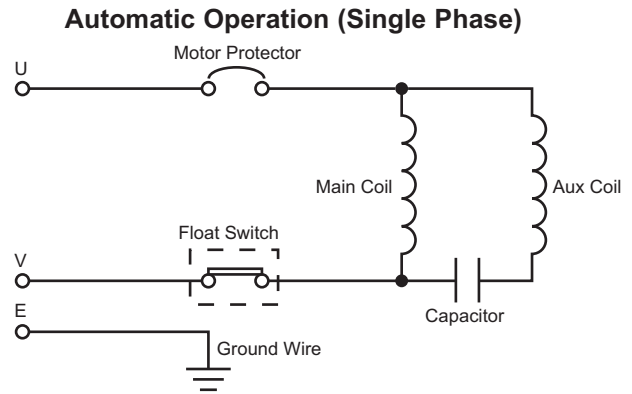 Automatic Operation (Single Phase)
Motor Protector
U
Main Coil
Aux Coil
Float Switch
V
Capacitor
E
Ground Wire